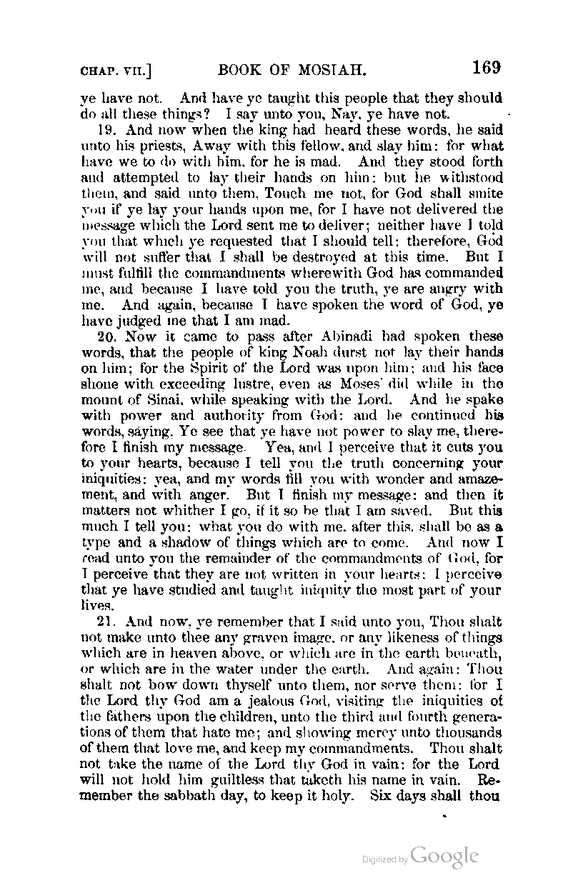 CHAP. VII.] BOOK OF MOSIAH. 169
ye have not. And have ye taught this people that they should
do all these things? I say unto you, Nay, ye have not.
19. And now when the king had heard these words, he said
unto his priests, Away with this fellow, and slay him: for what
have we to do with him, for he is mad. And they stood forth
and attempted to lay their hands on him: but he withstood
them, and said unto them, Touch me not, for God shall smite
you if ye lay your hands upon me, for I have not delivered the
message which the Lord sent me to deliver; neither have I told
you that which ye requested that I should tell: therefore, God
will not suffer that I shall be destroyed at this time. But I
must fulfill the commandments wherewith God has commanded
me, and because I have told you the truth, ye are angry with
me. And again, because I have spoken the word of God, ye
have judged me that I am mad.
20. Now it came to pass after Abinadi had spoken these
words, that the people of king Noah durst not lay their hands
on him; for the Spirit of the Lord was upon him; and his face
shone with exceeding lustre, even as Moses' did while in the
mount of Sinai, while speaking with the Lord. And he spake
with power and authority from God: and he continued his
words, saying, Ye see that ye have not power to slay me, there-
fore I finish my message. Yea, and I perceive that it cuts you
to your hearts, because I tell you the truth concerning your
iniquities: yea, and my words fill you with wonder and amaze-
ment, and with anger. But I finish my message: and then it
matters not whither I go, if it so be that I am saved. But this
much I tell you: what you do with me, after this, shall be as a
type and a shadow of things which are to come. And now I
read unto you the remainder of the commandments of God, for
I perceive that they are not written in your hearts: I perceive
that ye have studied and taught iniquity the most part of your
lives.
21. And now, ye remember that I said unto you, Thou shalt
not make unto thee any graven image, or any likeness of things
which are in heaven above, or which are in the earth beneath,
or which are in the water under the earth. And again: Thou
shalt not bow down thyself unto them, nor serve them: for I
the Lord thy God am a jealous God, visiting the iniquities of
the fathers upon the children, unto the third and fourth genera-
tions of them that hate me; and showing mercy unto thousands
of them that love me, and keep my commandments. Thou shalt
not take the name of the Lord thy God in vain: for the Lord
will not hold him guiltless that taketh his name in vain. Re-
member the sabbath day, to keep it holy. Six days shall thou
Digitized by Google